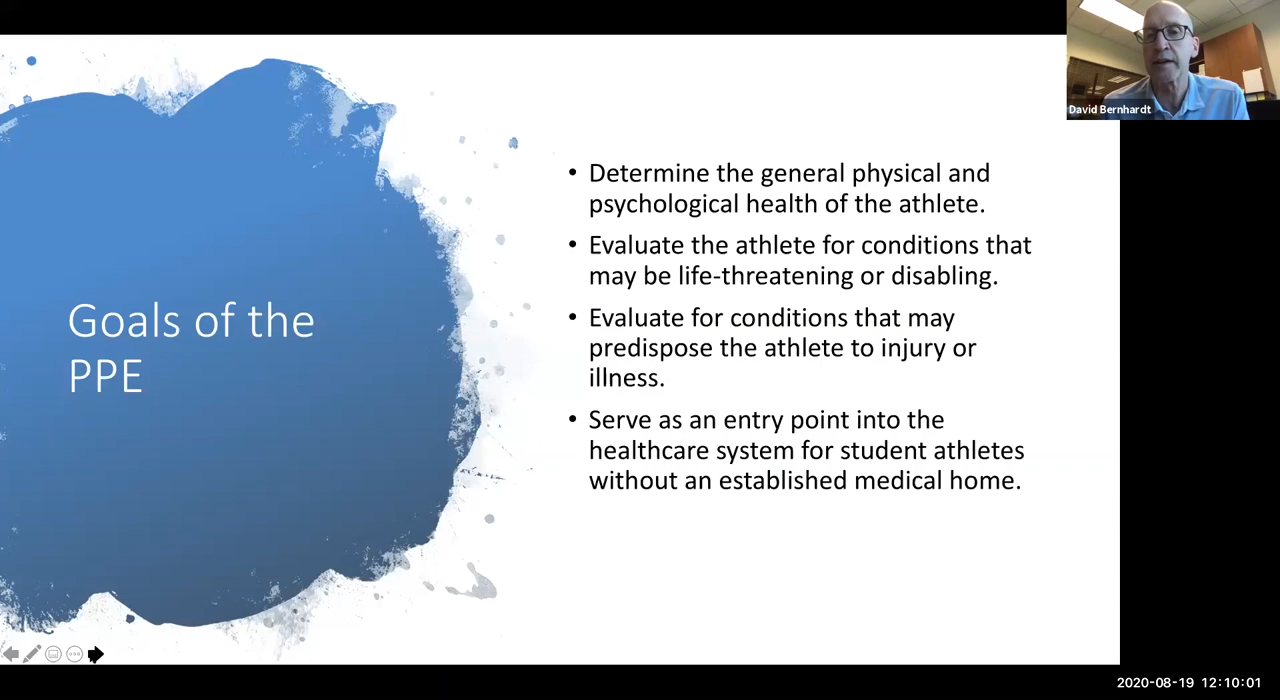 David Bernhardt
Goals of the
PPE
• Determine the general physical and
psychological health of the athlete.
• Evaluate the athlete for conditions that
may be life-threatening or disabling.
• Evaluate for conditions that may
predispose the athlete to injury or
illness.
• Serve as an entry point into the
healthcare system for student athletes
without an established medical home.
2020-08-19 12:10:01